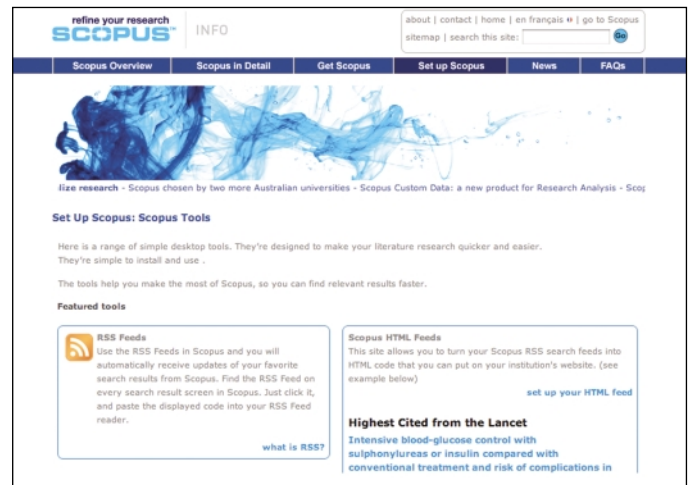 refine your research
SCOPUS™
INFO
about | contact | home | en français | go to Scopus
sitemap | search this site:
Go
Scopus Overview Scopus in Detail Get Scopus Set up Scopus News FAQs
lize research - Scopus chosen by two more Australian universities - Scopus Custom Data: a new product for Research Analysis - Scop
Set Up Scopus: Scopus Tools
Here is a range of simple desktop tools. They're designed to make your literature research quicker and easier.
They're simple to install and use .
The tools help you make the most of Scopus, so you can find relevant results faster.
Featured tools
RSS Feeds
Use the RSS Feeds in Scopus and you will
automatically receive updates of your favorite
search results from Scopus. Find the RSS Feed on
every search result screen in Scopus. Just click it,
and paste the displayed code into your RSS Feed
reader.
what is RSS?
Scopus HTML Feeds
This site allows you to turn your Scopus RSS search feeds into
HTML code that you can put on your institution's website. (see
example below)
set up your HTML feed
Highest Cited from the Lancet
Intensive blood-glucose control with
sulphonylureas or insulin compared with
conventional treatment and risk of complications in